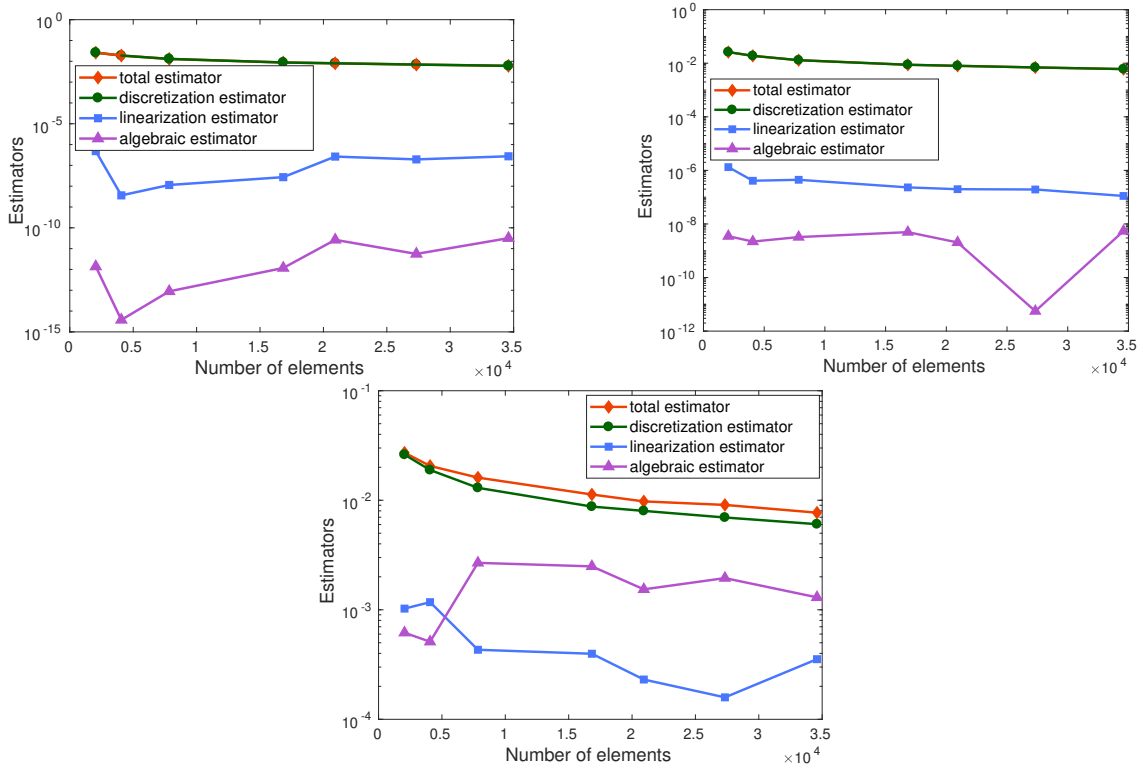 10^0
10^-5
10^-10
10^-15
Estimators
total estimator
discretization estimator
linearization estimator
algebraic estimator
0 0.5 1 1.5 2 2.5 3 3.5
Number of elements
×10^4
10^0
10^-2
10^-4
10^-6
10^-8
10^-10
10^-12
Estimators
total estimator
discretization estimator
linearization estimator
algebraic estimator
0 0.5 1 1.5 2 2.5 3 3.5
Number of elements
×10^4
10^-1
10^-2
10^-3
10^-4
Estimators
total estimator
discretization estimator
linearization estimator
algebraic estimator
0 0.5 1 1.5 2 2.5 3 3.5
Number of elements
×10^4